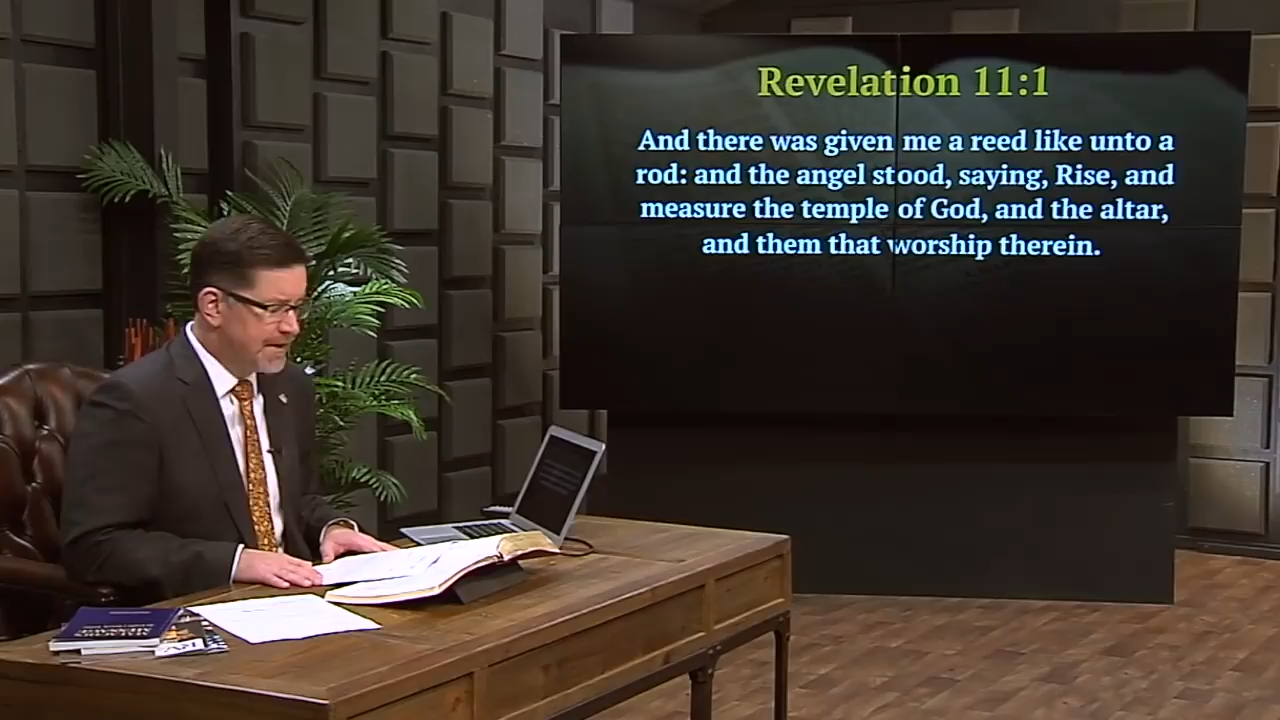 Revelation 11:1
And there was given me a reed like unto a
rod: and the angel stood, saying, Rise, and
measure the temple of God, and the altar,
and them that worship therein.